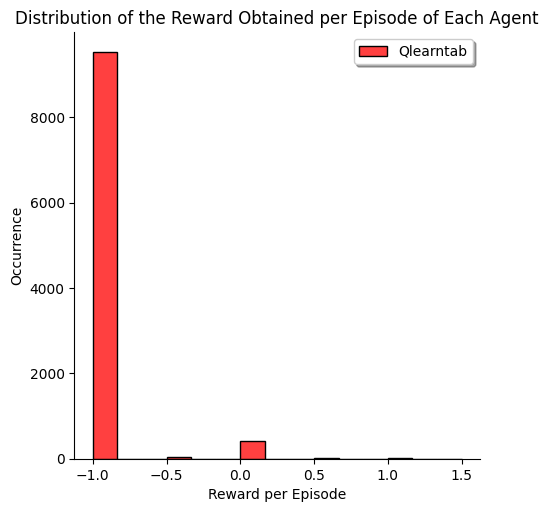 Distribution of the Reward Obtained per Episode of Each Agent
Qlearntab
Occurrence
8000
6000
4000
2000
0
−1.0 −0.5 0.0 0.5 1.0 1.5
Reward per Episode